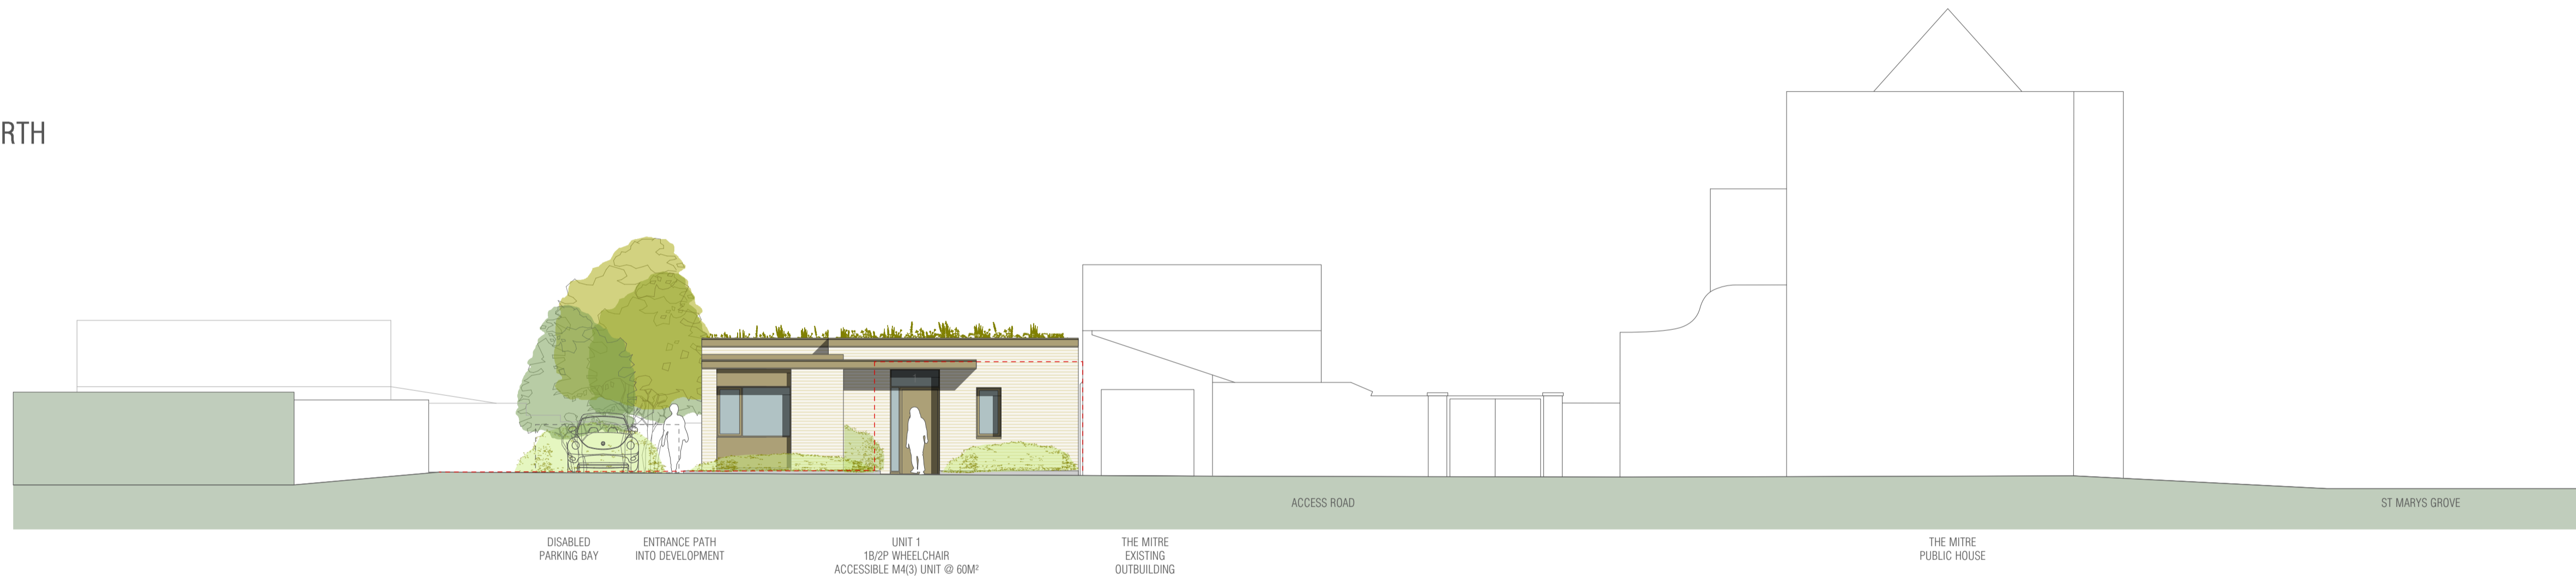 RTH
ACCESS ROAD
ST MARYS GROVE
DISABLED
PARKING BAY
ENTRANCE PATH
INTO DEVELOPMENT
UNIT 1
1B/2P WHEELCHAIR
ACCESSIBLE M4(3) UNIT @ 60M²
THE MITRE
EXISTING
OUTBUILDING
THE MITRE
PUBLIC HOUSE